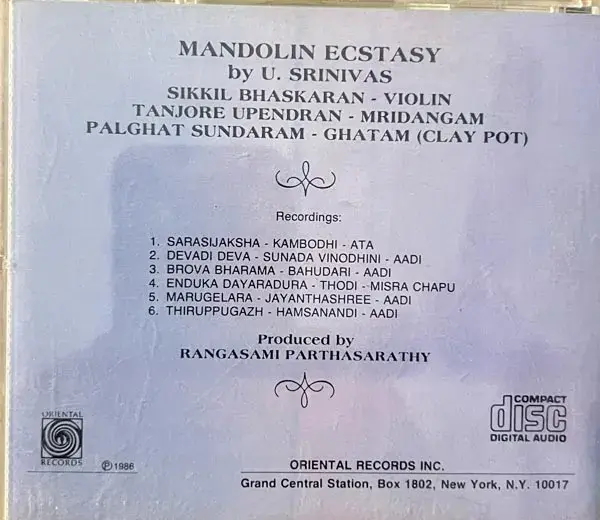 MANDOLIN ECSTASY
by U. SRINIVAS
SIKKIL BHASKARAN - VIOLIN
TANJORE UPENDRAN - MRIDANGAM
PALGHAT SUNDARAM - GHATAM (CLAY POT)
Recordings:
1. SARASIJAKSHA - KAMBODHI - ATA
2. DEVADI DEVA - SUNADA VINODHINI - AADI
3. BROVA BHARAMA - BAHUDARI - AADI
4. ENDUKA DAYARADURA - THODI - MISRA CHAPU
5. MARUGELARA - JAYANTHASHREE - AADI
6. THIRUPPUGAZH - HAMSANANDI - AADI
Produced by
RANGASAMI PARTHASARATHY
ORIENTAL
RECORDS
℗1986
COMPACT
disc
DIGITAL AUDIO
ORIENTAL RECORDS INC.
Grand Central Station, Box 1802, New York, N.Y. 10017